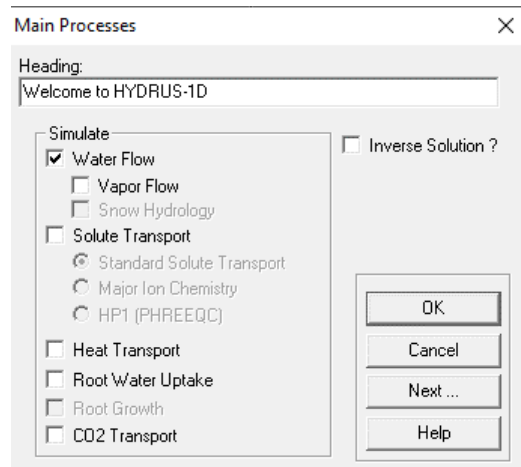 Main Processes
Heading:
Welcome to HYDRUS-1D
Simulate
Water Flow
Vapor Flow
Snow Hydrology
Solute Transport
Standard Solute Transport
Major Ion Chemistry
HP1 (PHREEQC)
Heat Transport
Root Water Uptake
Root Growth
CO2 Transport
Inverse Solution ?
OK
Cancel
Next ...
Help